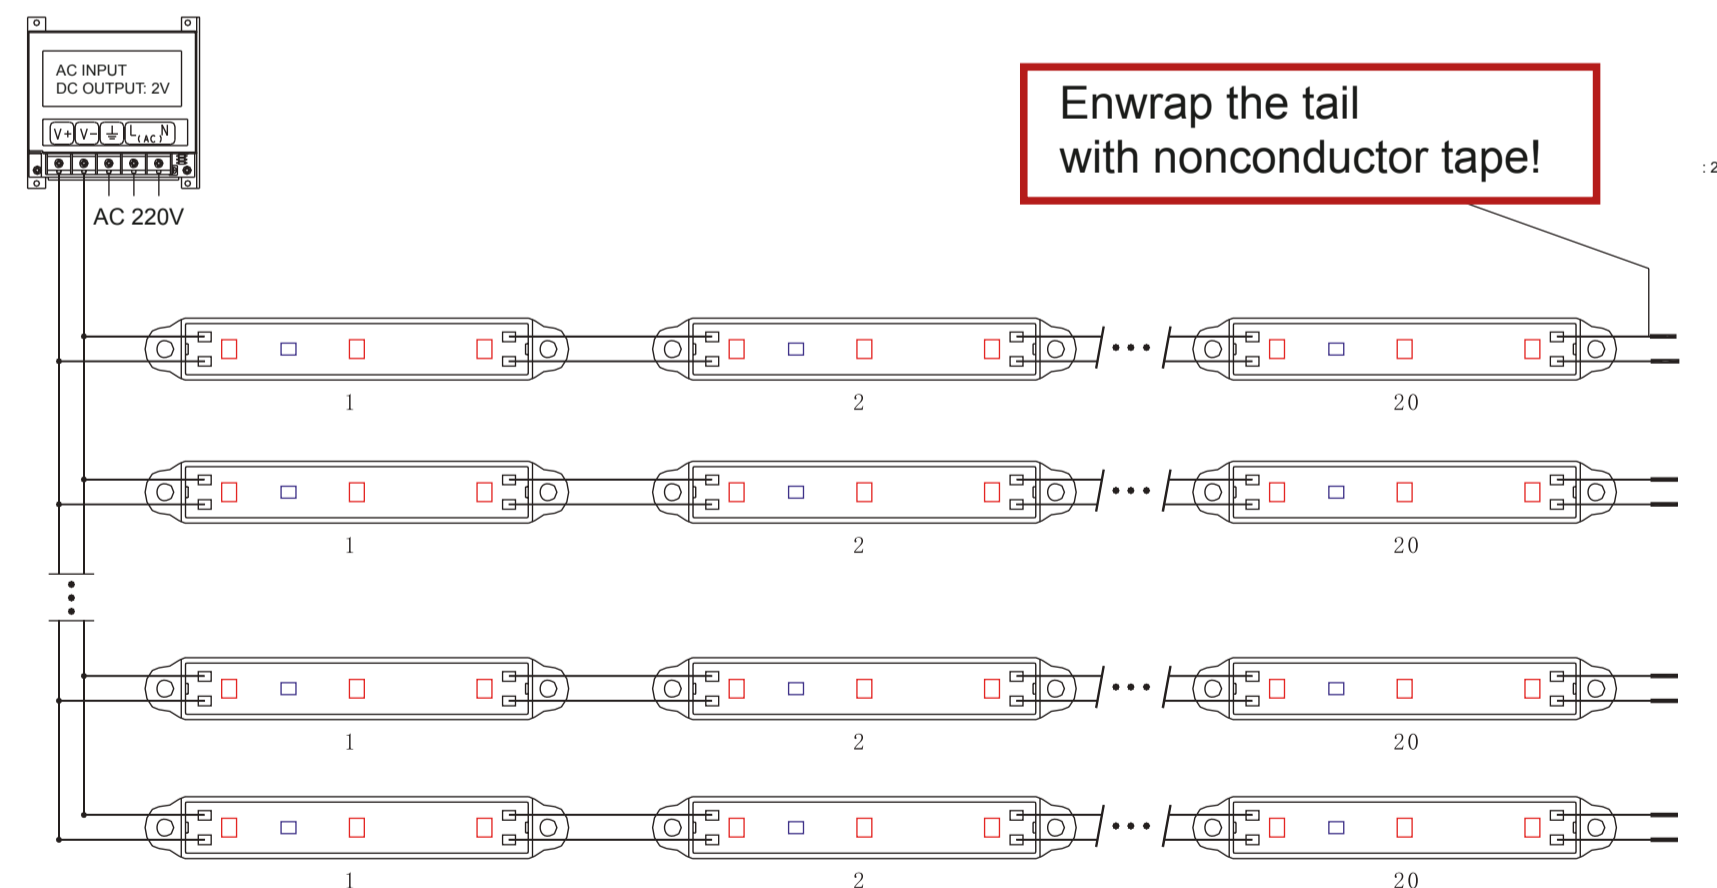 AC INPUT
DC OUTPUT: 2V
V+ V- L (AC) N
AC 220V
Enwrap the tail
with nonconductor tape!
: 2
1 2 20
1 2 20
1 2 20
1 2 20